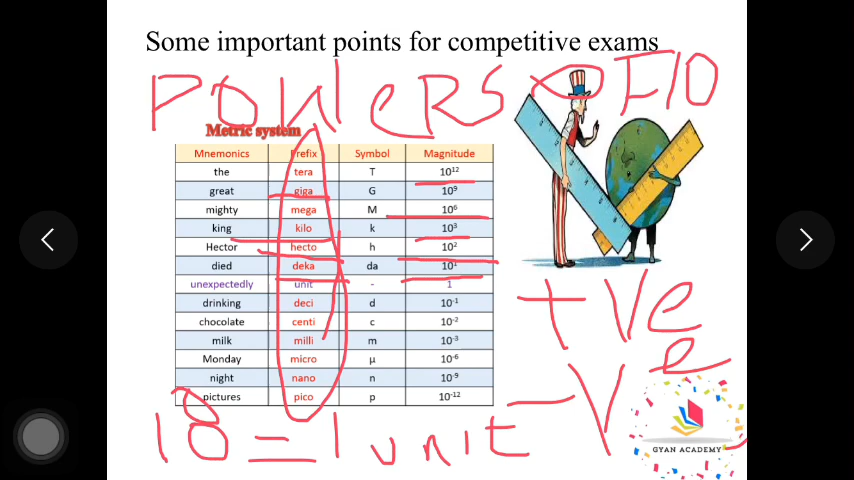 Some important points for competitive exams
POWERS OF 10
Metric system
Mnemonics Prefix Symbol Magnitude
the tera T 10¹²
great giga G 10⁹
mighty mega M 10⁶
king kilo k 10³
Hector hecto h 10²
died deka da 10¹
unexpectedly unit - 1
drinking deci d 10⁻¹
chocolate centi c 10⁻²
milk milli m 10⁻³
Monday micro μ 10⁻⁶
night nano n 10⁻⁹
pictures pico p 10⁻¹²
+Ve
-Ve
10⁰ = 1 unit
GYAN ACADEMY